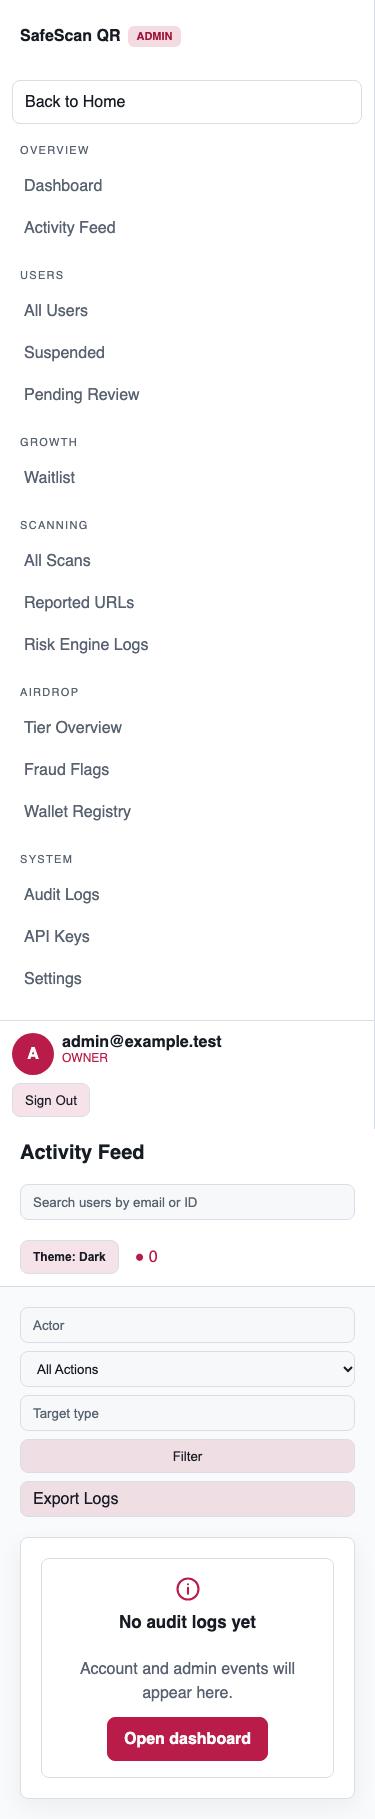 SafeScan QR ADMIN
Back to Home
OVERVIEW
Dashboard
Activity Feed
USERS
All Users
Suspended
Pending Review
GROWTH
Waitlist
SCANNING
All Scans
Reported URLs
Risk Engine Logs
AIRDROP
Tier Overview
Fraud Flags
Wallet Registry
SYSTEM
Audit Logs
API Keys
Settings
A admin@example.test
OWNER
Sign Out
Activity Feed
Search users by email or ID
Theme: Dark ● 0
Actor
All Actions
Target type
Filter
Export Logs
No audit logs yet
Account and admin events will
appear here.
Open dashboard